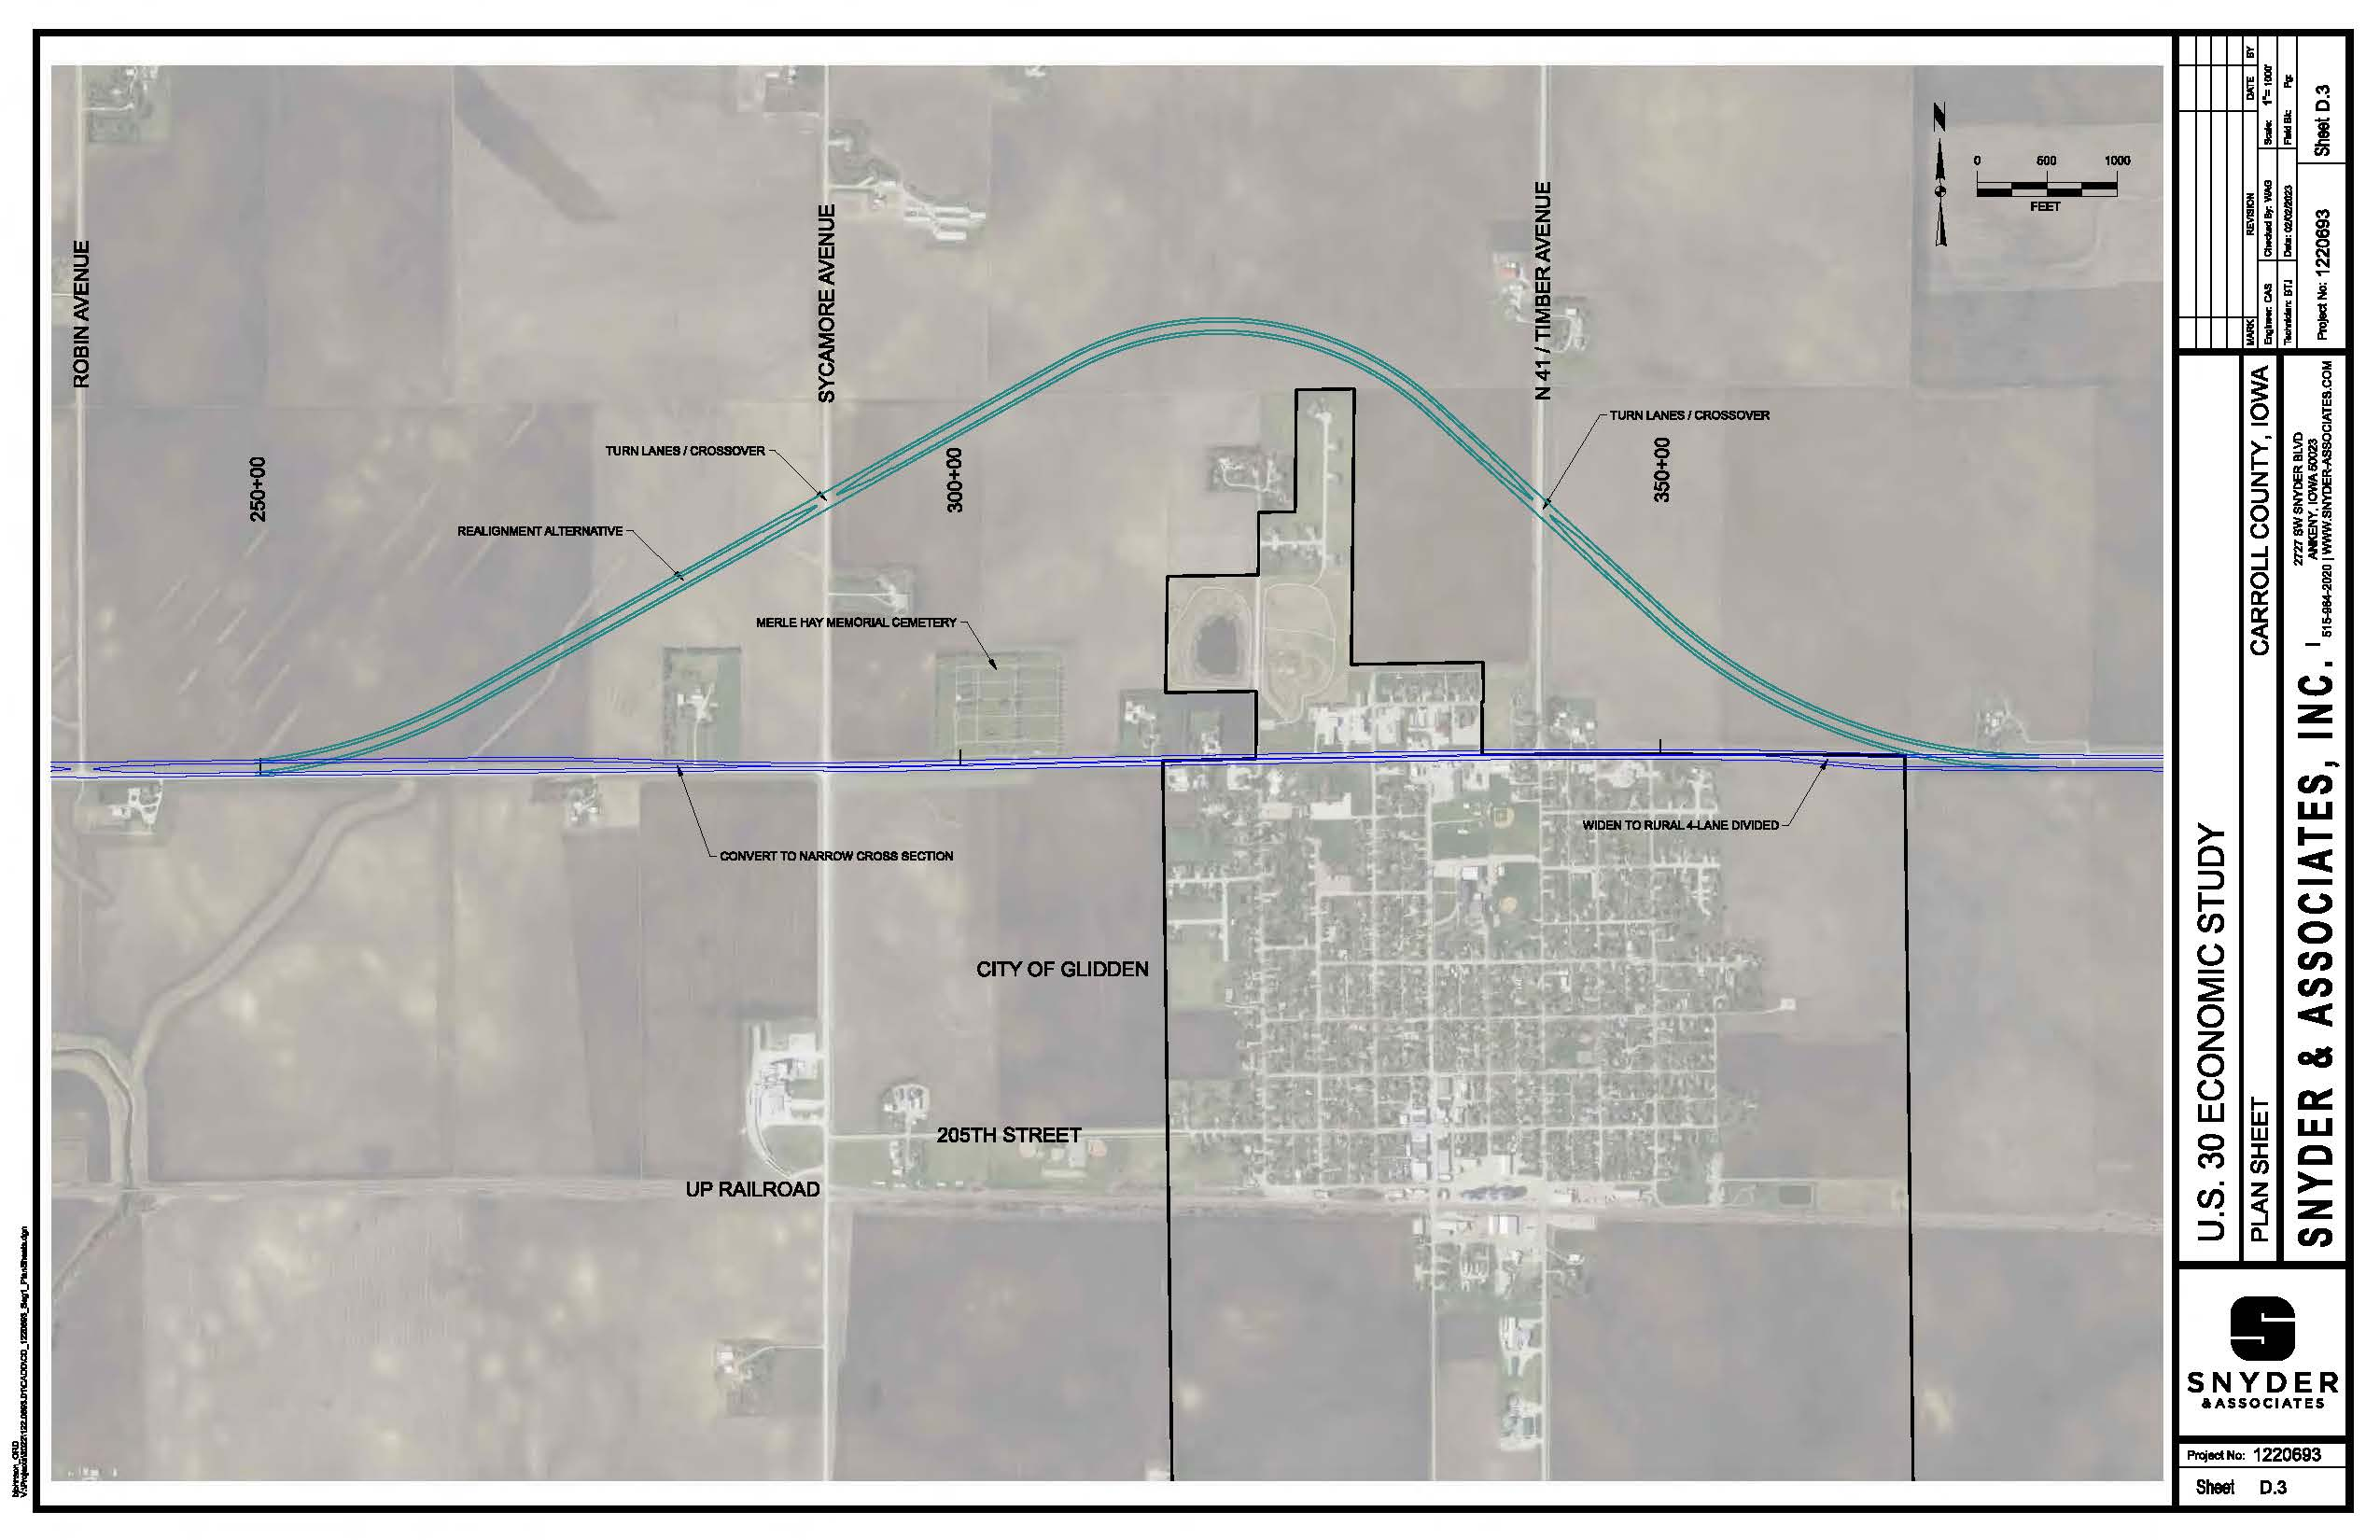 ROBIN AVENUE
SYCAMORE AVENUE
N 41 / TIMBER AVENUE
N
0 500 1000
FEET
TURN LANES / CROSSOVER
TURN LANES / CROSSOVER
250+00
300+00
350+00
REALIGNMENT ALTERNATIVE
MERLE HAY MEMORIAL CEMETERY
WIDEN TO RURAL 4-LANE DIVIDED
CONVERT TO NARROW CROSS SECTION
CITY OF GLIDDEN
205TH STREET
UP RAILROAD
MARK REVISION DATE BY
Engineer: CAS Checked By: WAG Scale: 1"= 1000'
Technician: BTJ Date: 02/02/2023 Field Bk: Pg:
Project No: 1220693 Sheet D.3
U.S. 30 ECONOMIC STUDY
PLAN SHEET CARROLL COUNTY, IOWA
SNYDER & ASSOCIATES, INC.
2727 SW SNYDER BLVD
ANKENY, IOWA 50023
515-964-2020 | WWW.SNYDER-ASSOCIATES.COM
S
SNYDER
& ASSOCIATES
Project No: 1220693
Sheet D.3